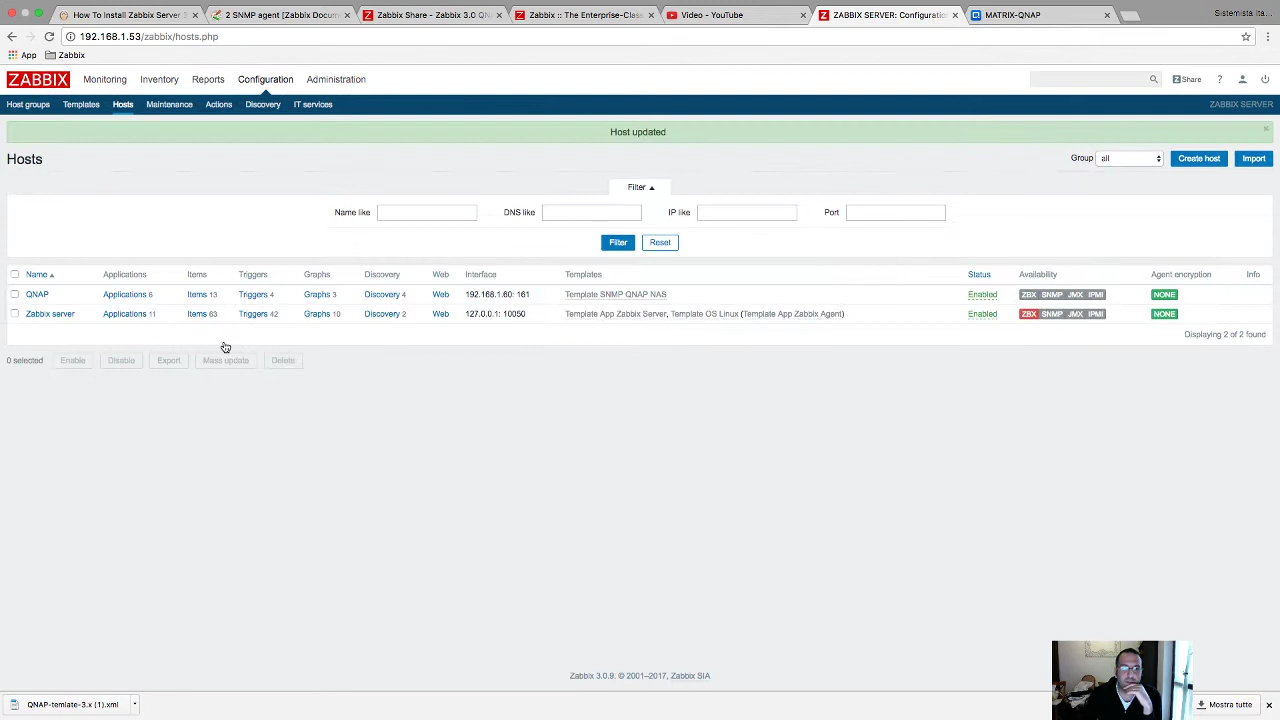 How To Install Zabbix Server 3
2 SNMP agent [Zabbix Docum
Zabbix Share - Zabbix 3.0 QN
Zabbix :: The Enterprise-Class
Video - YouTube
ZABBIX SERVER: Configuratio
MATRIX-QNAP
Sistemista Ita...
192.168.1.53/zabbix/hosts.php
App
Zabbix
ZABBIX
Monitoring
Inventory
Reports
Configuration
Administration
Share
?
Host groups
Templates
Hosts
Maintenance
Actions
Discovery
IT services
ZABBIX SERVER
Host updated
Hosts
Group
all
Create host
Import
Filter
Name like
DNS like
IP like
Port
Filter
Reset
Name Applications Items Triggers Graphs Discovery Web Interface Templates Status Availability Agent encryption Info
QNAP Applications 6 Items 13 Triggers 4 Graphs 3 Discovery 4 Web 192.168.1.60: 161 Template SNMP QNAP NAS Enabled ZBX SNMP JMX IPMI NONE
Zabbix server Applications 11 Items 63 Triggers 42 Graphs 10 Discovery 2 Web 127.0.0.1: 10050 Template App Zabbix Server, Template OS Linux (Template App Zabbix Agent) Enabled ZBX SNMP JMX IPMI NONE
Displaying 2 of 2 found
0 selected
Enable
Disable
Export
Mass update
Delete
Zabbix 3.0.9. © 2001–2017, Zabbix SIA
QNAP-temlate-3.x (1).xml
Mostra tutte